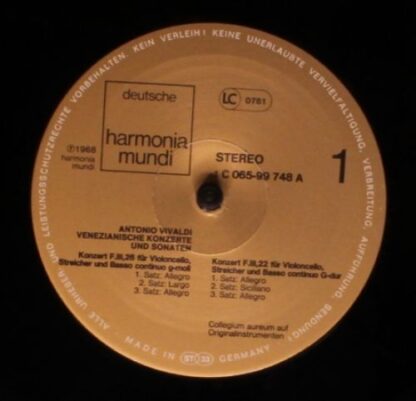 ALLE URHEBER- UND LEISTUNGSSCHUTZRECHTE VORBEHALTEN. KEIN VERLEIH! KEINE UNERLAUBTE VERVIELFÄLTIGUNG, VERBREITUNG, AUFFÜHRUNG, SENDUNG!
deutsche
harmonia
mundi
LC 0761
℗1968
harmonia
mundi
STEREO
1 C 065-99 748 A
1
ANTONIO VIVALDI
VENEZIANISCHE KONZERTE
UND SONATEN
Konzert F.III,26 für Violoncello,
Streicher und Basso continuo g-moll
1. Satz: Allegro
2. Satz: Largo
3. Satz: Allegro
Konzert F.III,22 für Violoncello,
Streicher und Basso continuo G-dur
1. Satz: Allegro
2. Satz: Siciliano
3. Satz: Allegro
Collegium aureum auf
Originalinstrumenten
MADE IN ST 33 GERMANY